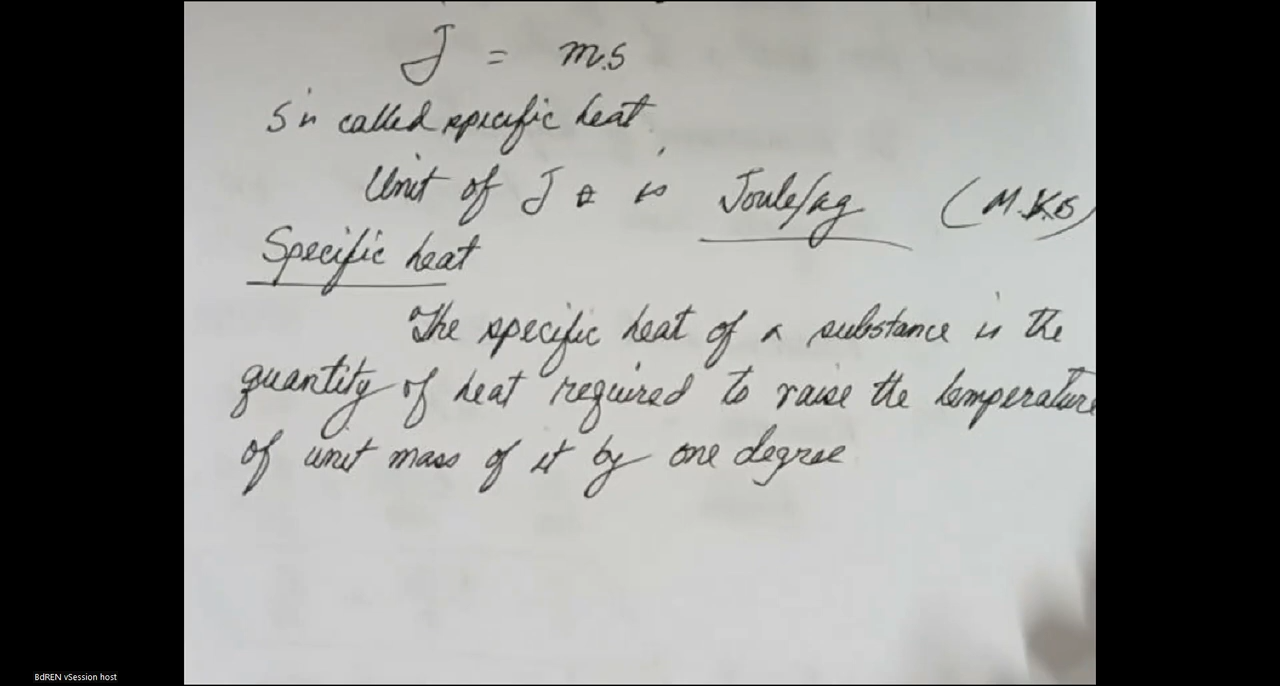 J = m.s
S is called specific heat.
Unit of J is Joule/kg (M.K.S)
Specific heat
The specific heat of a substance is the
quantity of heat required to raise the temperature
of unit mass of it by one degree
BdREN vSession host